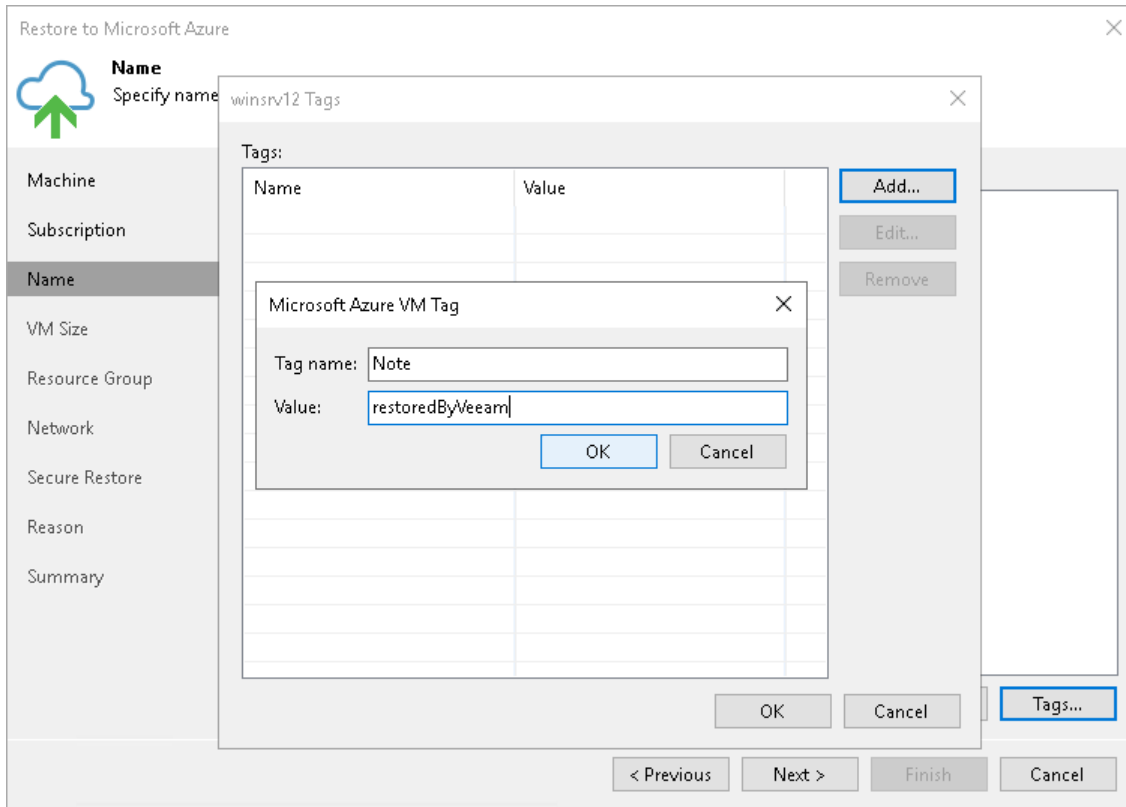 Restore to Microsoft Azure
Name
Specify name
winsrv12 Tags
Machine
Subscription
Name
VM Size
Resource Group
Network
Secure Restore
Reason
Summary
Tags:
Name Value
Add...
Edit...
Remove
Microsoft Azure VM Tag
Tag name: Note
Value: restoredByVeeam
OK Cancel
OK Cancel
Tags...
< Previous Next > Finish Cancel